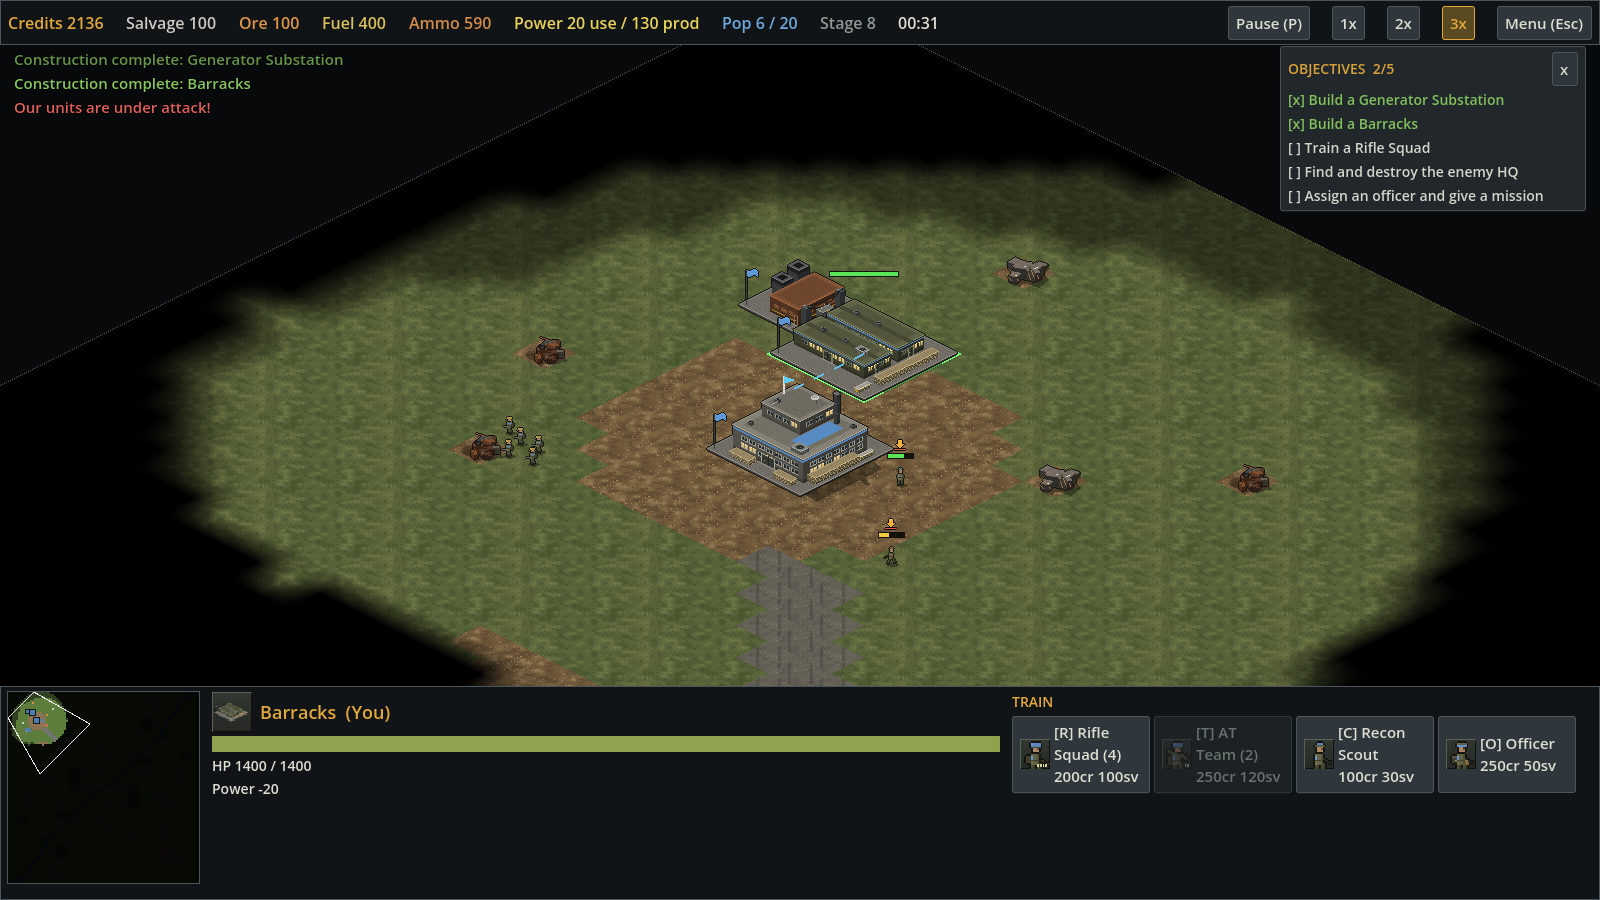 Credits 2136 Salvage 100 Ore 100 Fuel 400 Ammo 590 Power 20 use / 130 prod Pop 6 / 20 Stage 8 00:31 Pause (P) 1x 2x 3x Menu (Esc)
Construction complete: Generator Substation
Construction complete: Barracks
Our units are under attack!
OBJECTIVES 2/5 x
[x] Build a Generator Substation
[x] Build a Barracks
[ ] Train a Rifle Squad
[ ] Find and destroy the enemy HQ
[ ] Assign an officer and give a mission
Barracks (You)
HP 1400 / 1400
Power -20
TRAIN
[R] Rifle
Squad (4)
200cr 100sv
[T] AT
Team (2)
250cr 120sv
[C] Recon
Scout
100cr 30sv
[O] Officer
250cr 50sv